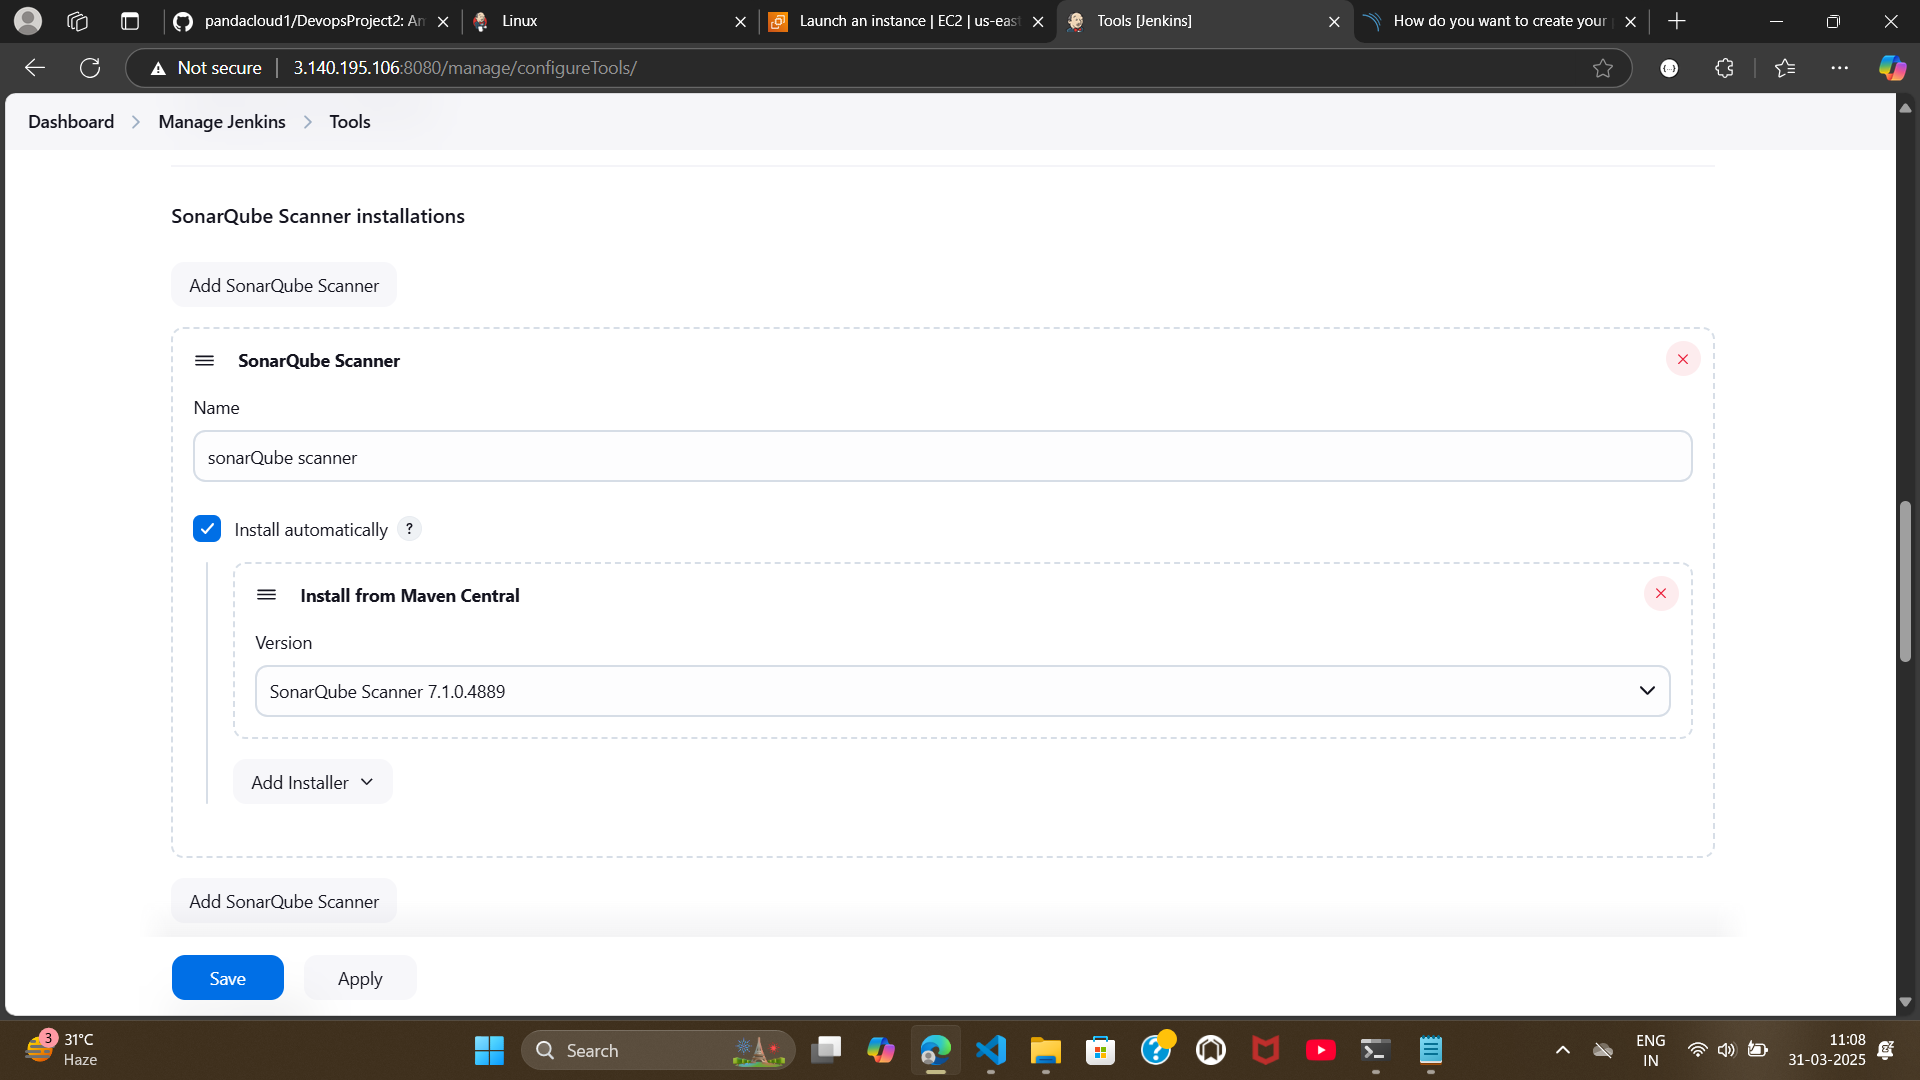 pandacloud1/DevopsProject2: An
Linux
Launch an instance | EC2 | us-east
Tools [Jenkins]
How do you want to create your p
Not secure
3.140.195.106:8080/manage/configureTools/
Dashboard
Manage Jenkins
Tools
SonarQube Scanner installations
Add SonarQube Scanner
SonarQube Scanner
Name
sonarQube scanner
Install automatically
?
Install from Maven Central
Version
SonarQube Scanner 7.1.0.4889
Add Installer
Add SonarQube Scanner
Save
Apply
3
31°C
Haze
Search
ENG
IN
11:08
31-03-2025